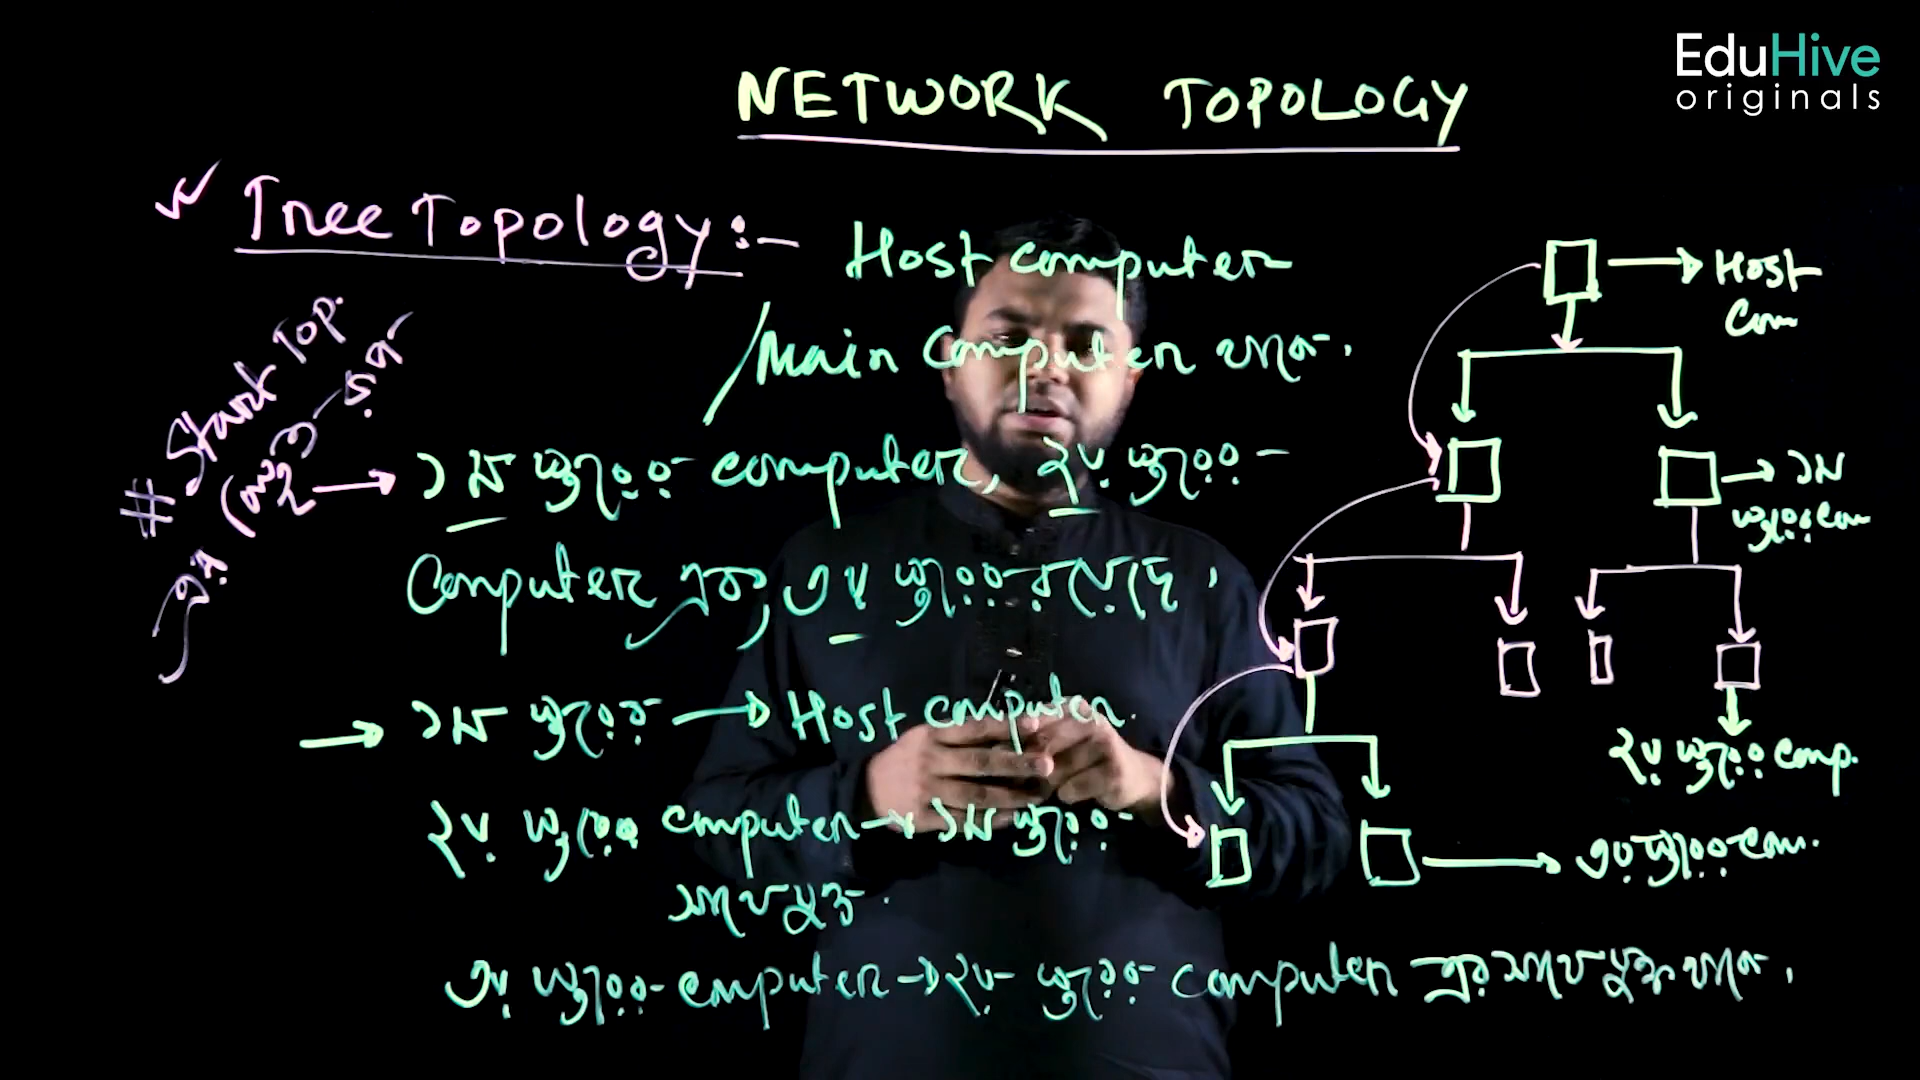 EduHive
originals
NETWORK TOPOLOGY
Tree Topology :-
Host computer
/Main Computer থাকে।
# Star Top.
১ম স্তরের computer, ২য় স্তরের
Computer এবং ৩য় স্তর রয়েছে।
→ ১ম স্তর → Host computer.
২য় স্তরের computer → ১ম স্তরের
সাথে যুক্ত.
৩য় স্তরের computer → ২য় স্তরের computer এর সাথে যুক্ত থাকে।
→ Host
Com
→ ১ম
স্তরের Com
২য় স্তরের Comp.
→ ৩য় স্তরের Com.